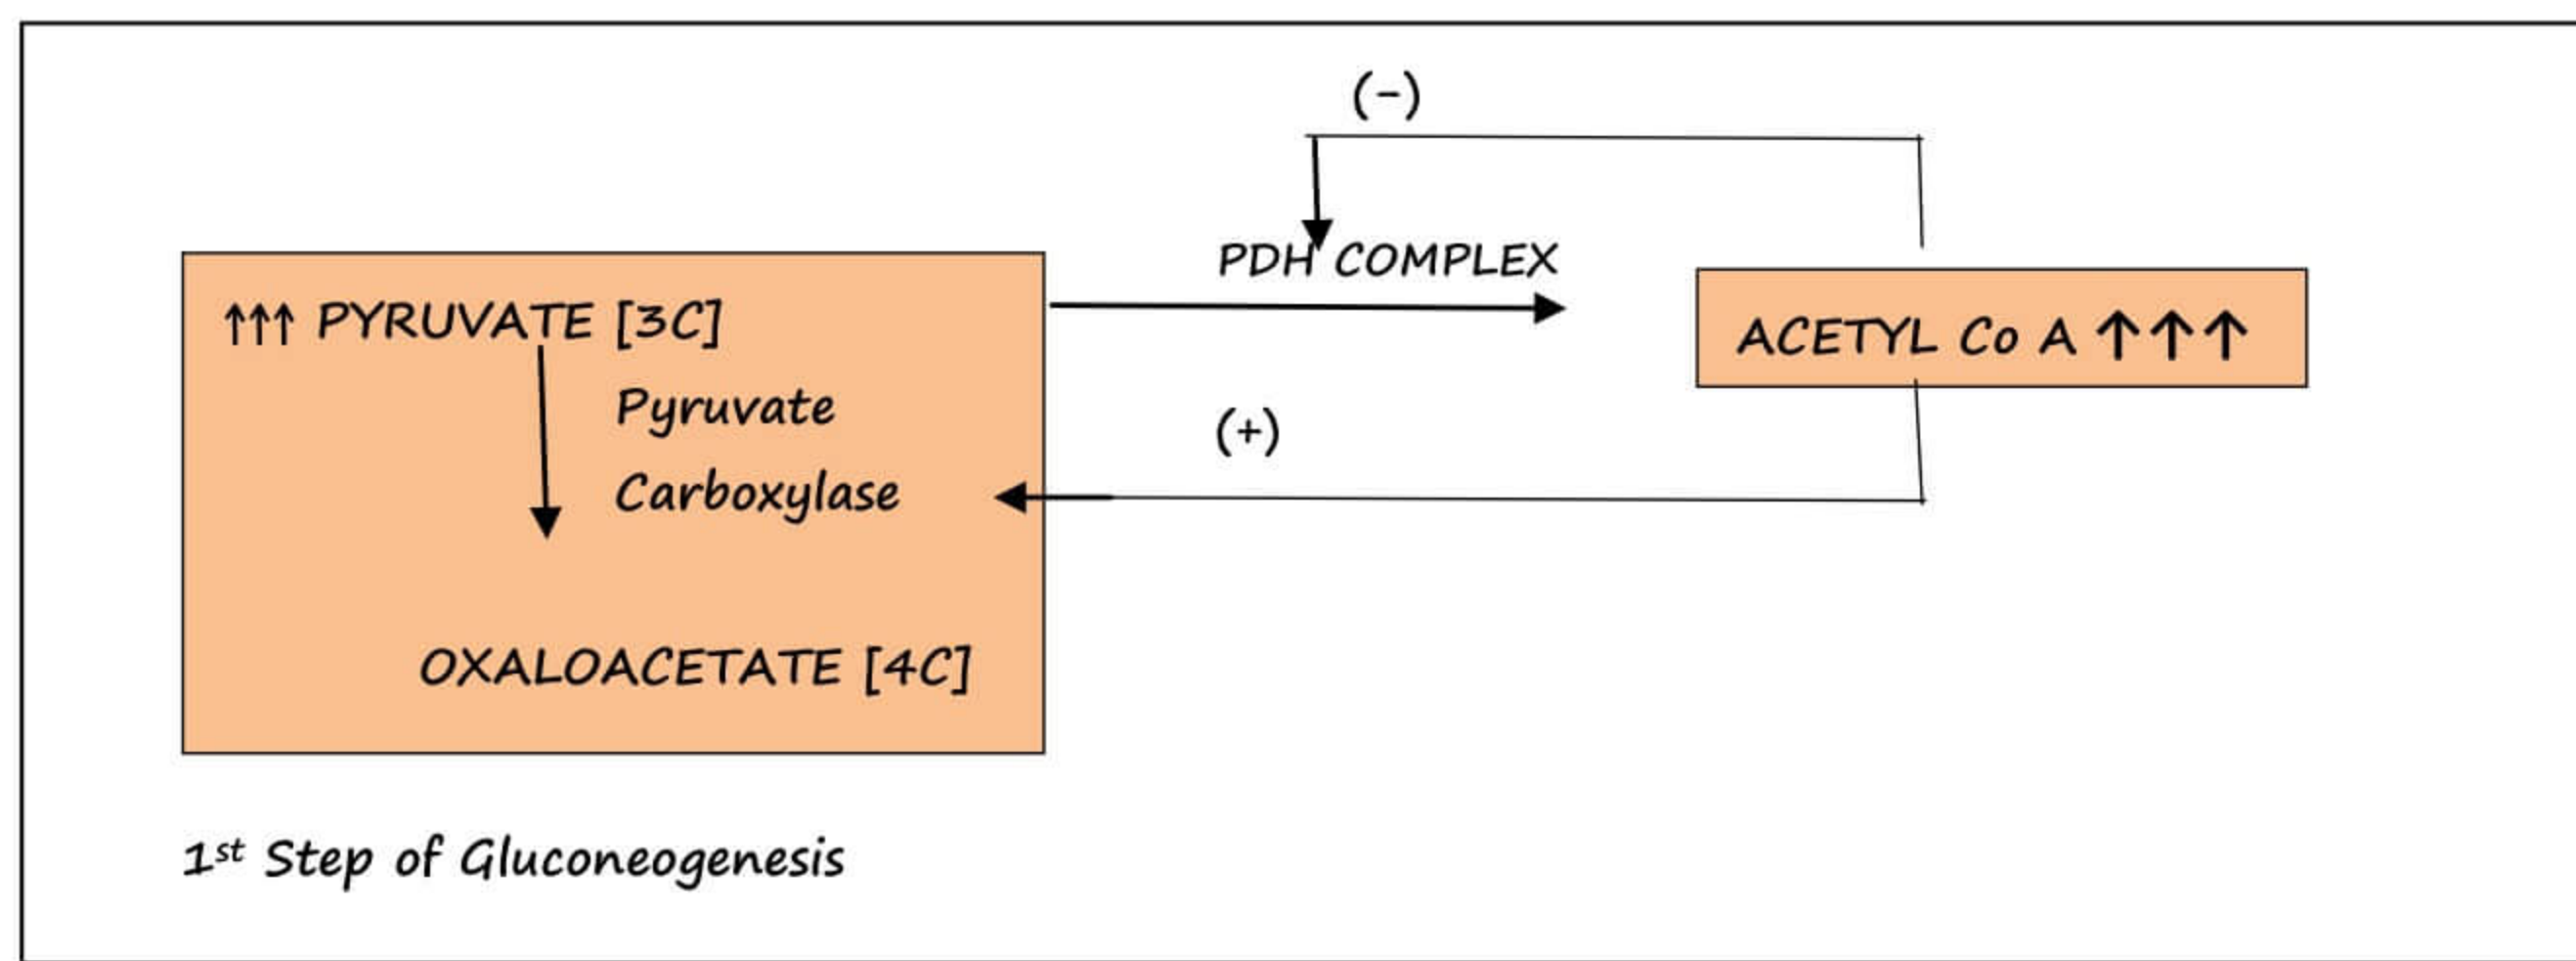 (-)
PDH COMPLEX
↑↑↑ PYRUVATE [3C]
ACETYL Co A ↑↑↑
Pyruvate
(+)
Carboxylase
OXALOACETATE [4C]
1st Step of Gluconeogenesis